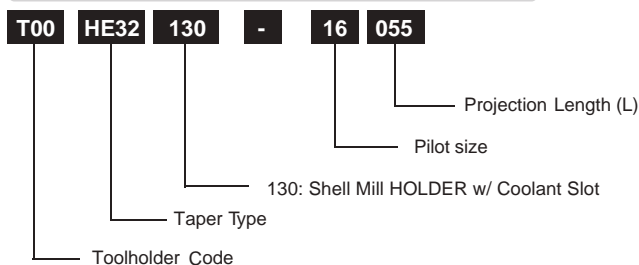 T00 HE32 130 - 16 055
Projection Length (L)
Pilot size
130: Shell Mill HOLDER w/ Coolant Slot
Taper Type
Toolholder Code